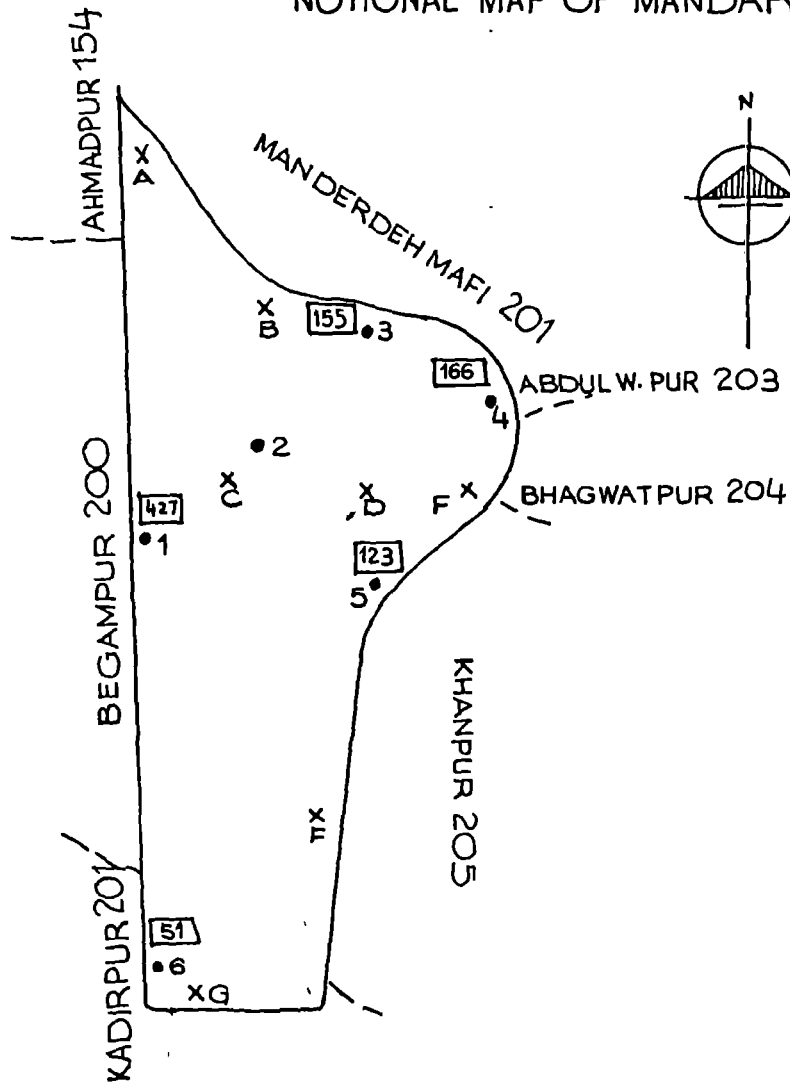 NOTIONAL MAP OF MANDAR
N
AHMADPUR 154
A
MANDERDEH MAFI 201
B
155
3
166
4
ABDUL W. PUR 203
BEGAMPUR 200
2
C
D
F
BHAGWATPUR 204
427
1
123
5
KHANPUR 205
F
KADIRPUR 201
51
6
G